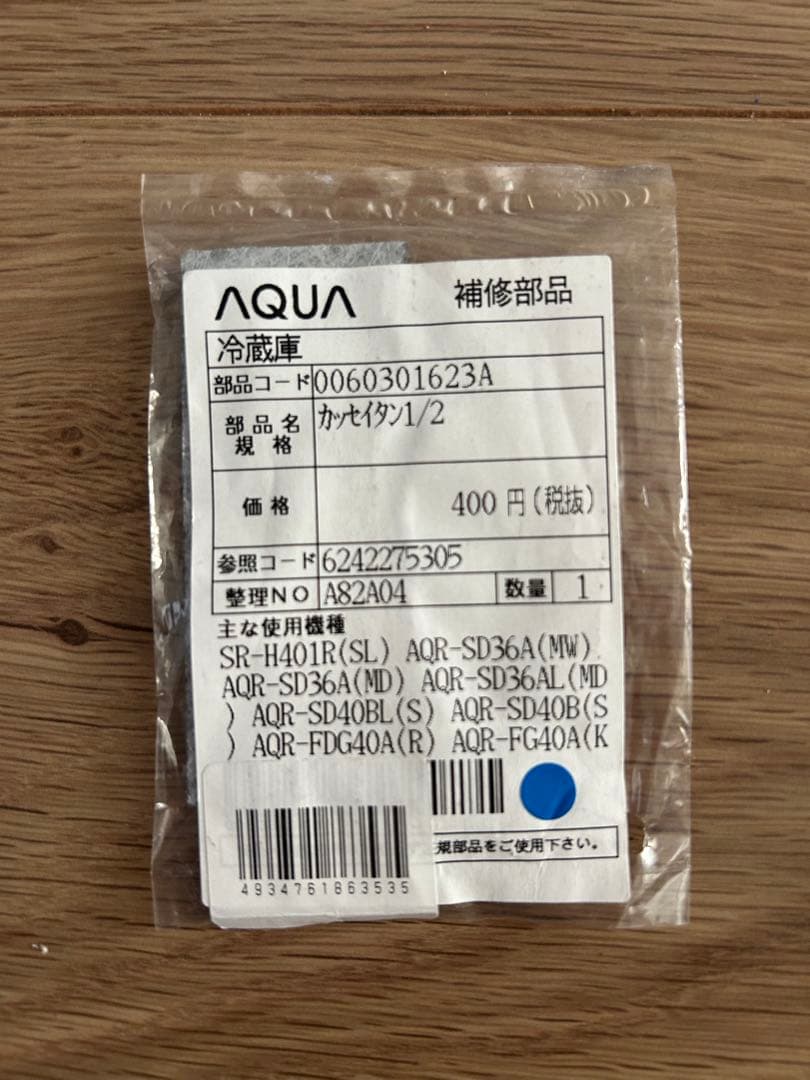 AQUA 補修部品
冷蔵庫
部品コード 0060301623A
部品名 規格 カッセイタン1/2
価格 400 円(税抜)
参照コード 6242275305
整理NO A82A04 数量 1
主な使用機種
SR-H401R(SL) AQR-SD36A(MW)
AQR-SD36A(MD) AQR-SD36AL(MD
) AQR-SD40BL(S) AQR-SD40B(S
) AQR-FDG40A(R) AQR-FG40A(K
規部品をご使用下さい。
4934761863535